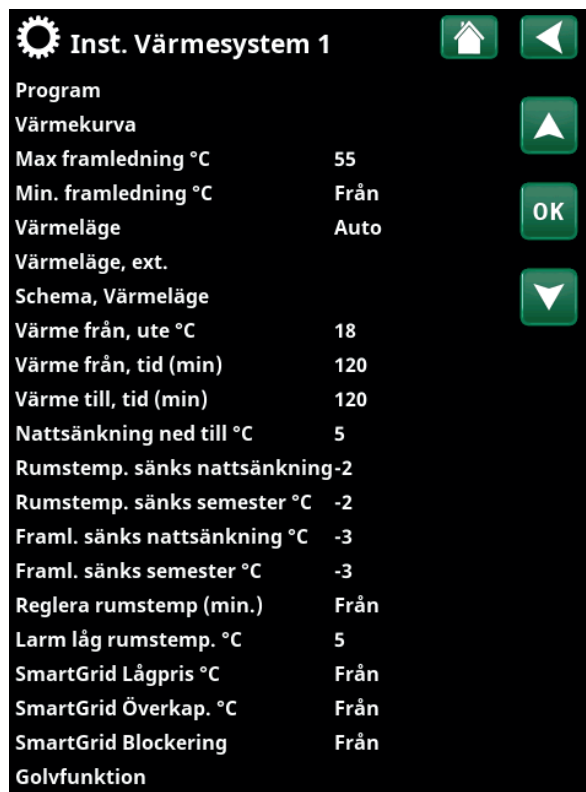 Inst. Värmesystem 1
Program
Värmekurva
Max framledning °C 55
Min. framledning °C Från
Värmeläge Auto
OK
Värmeläge, ext.
Schema, Värmeläge
Värme från, ute °C 18
Värme från, tid (min) 120
Värme till, tid (min) 120
Nattsänkning ned till °C 5
Rumstemp. sänks nattsänkning -2
Rumstemp. sänks semester °C -2
Framl. sänks nattsänkning °C -3
Framl. sänks semester °C -3
Reglera rumstemp (min.) Från
Larm låg rumstemp. °C 5
SmartGrid Lågpris °C Från
SmartGrid Överkap. °C Från
SmartGrid Blockering Från
Golvfunktion